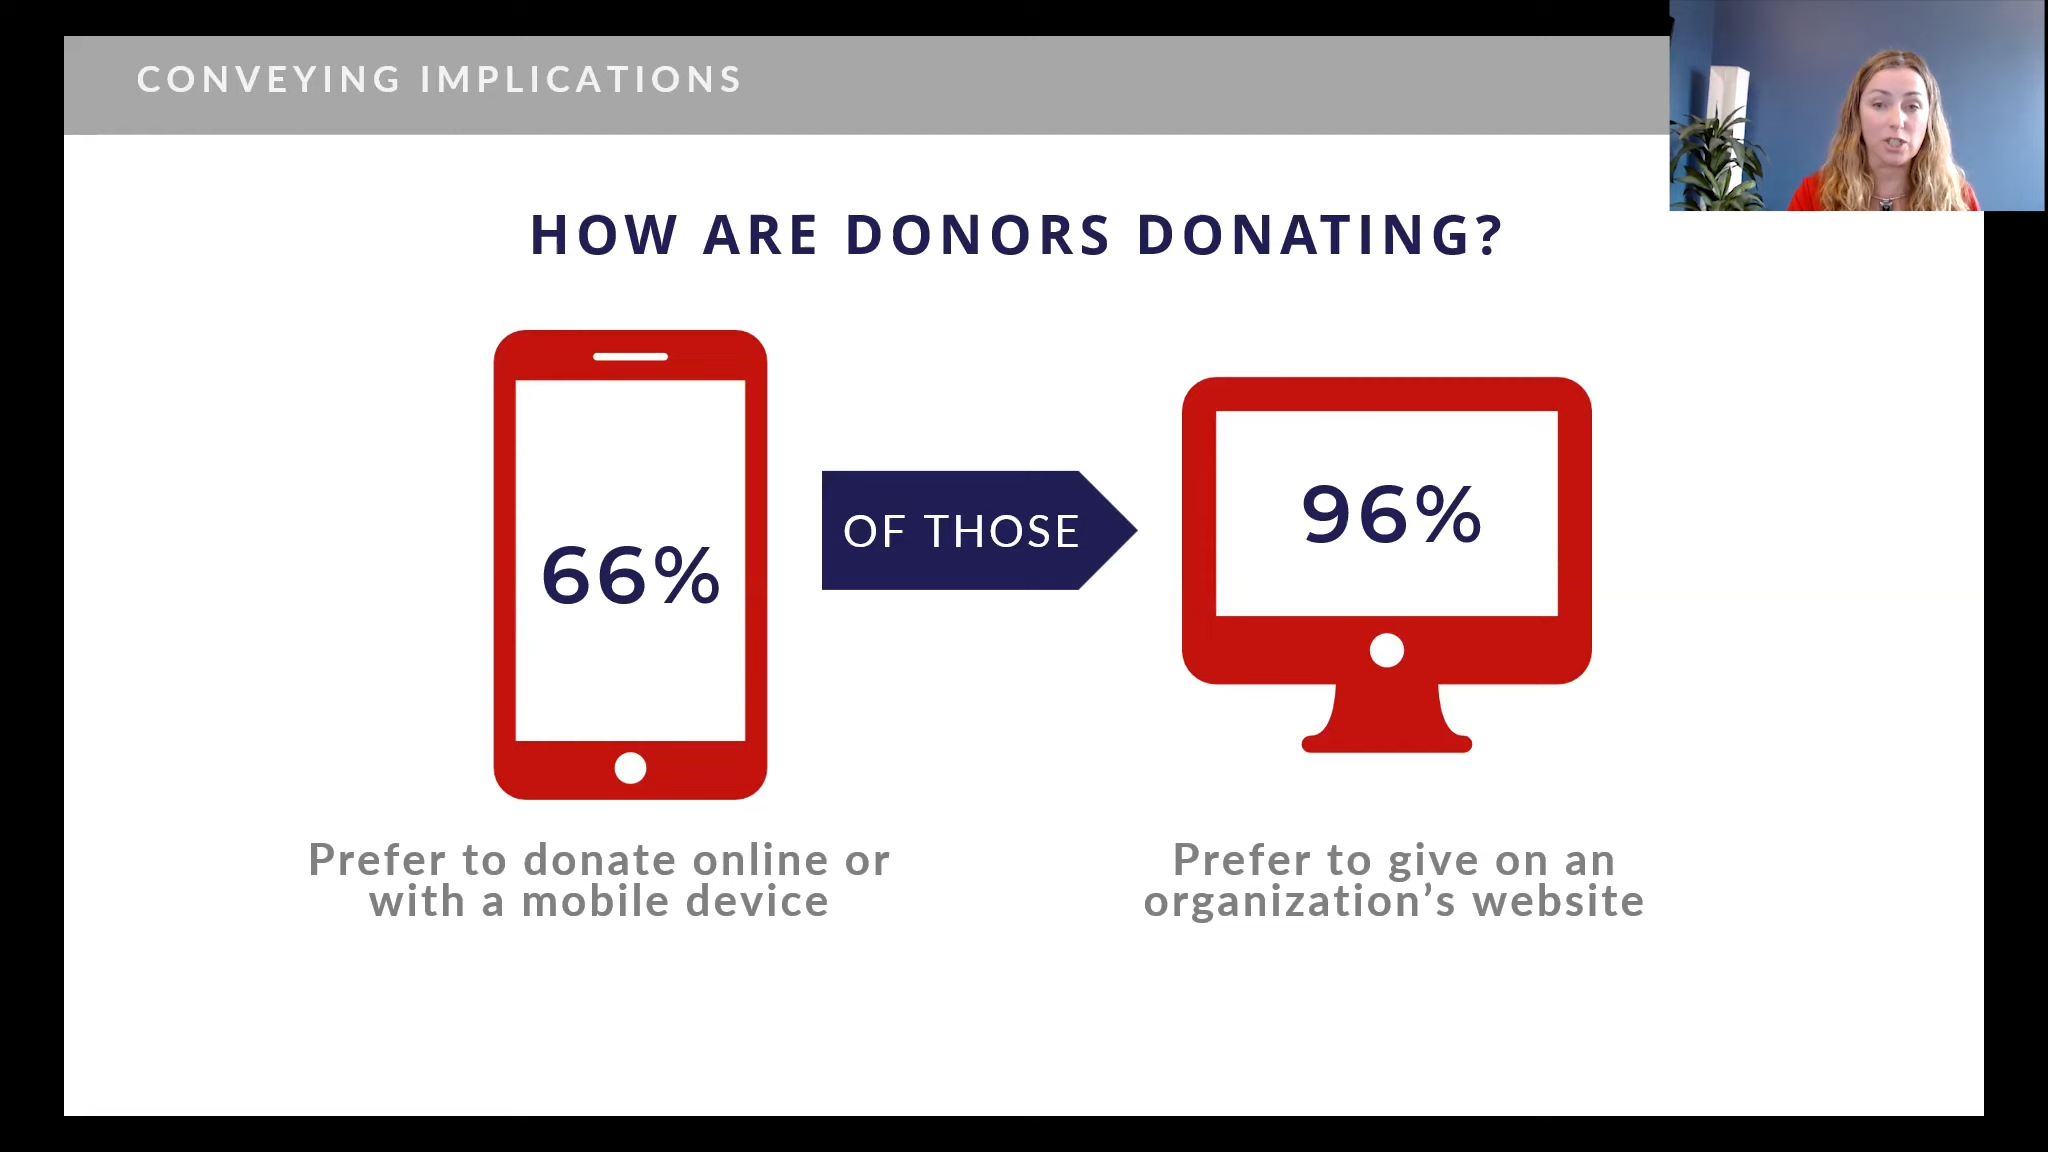 CONVEYING IMPLICATIONS
HOW ARE DONORS DONATING?
66%
OF THOSE
96%
Prefer to donate online or
with a mobile device
Prefer to give on an
organization’s website